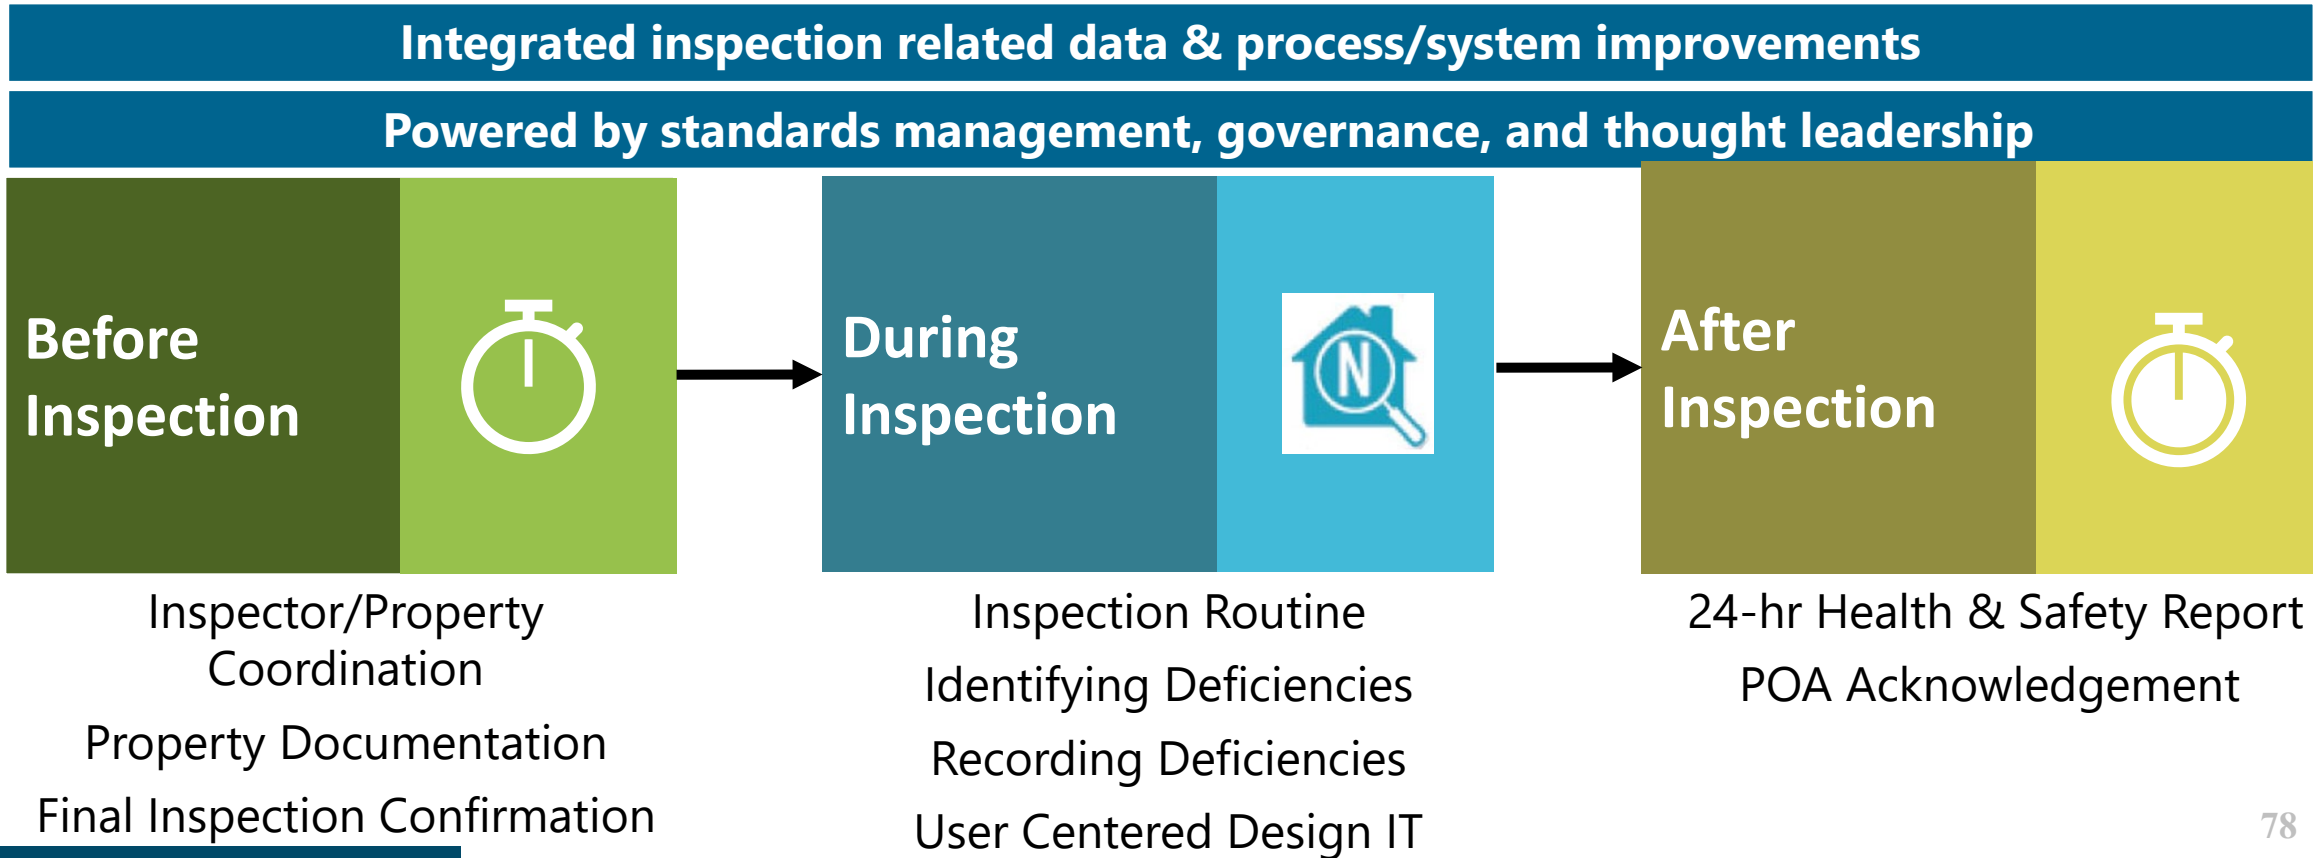 Integrated inspection related data & process/system improvements
Powered by standards management, governance, and thought leadership
Before
Inspection
During
Inspection
N
After
Inspection
Inspector/Property
Coordination
Property Documentation
Final Inspection Confirmation
Inspection Routine
Identifying Deficiencies
Recording Deficiencies
User Centered Design IT
24-hr Health & Safety Report
POA Acknowledgement
78